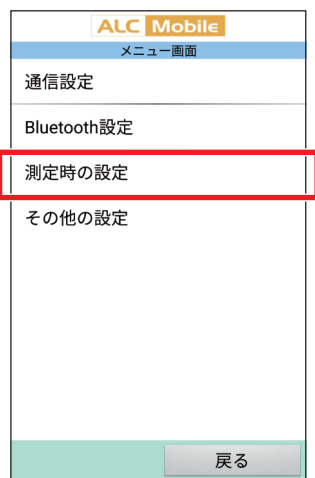 ALC Mobile
メニュー画面
通信設定
Bluetooth設定
測定時の設定
その他の設定
戻る